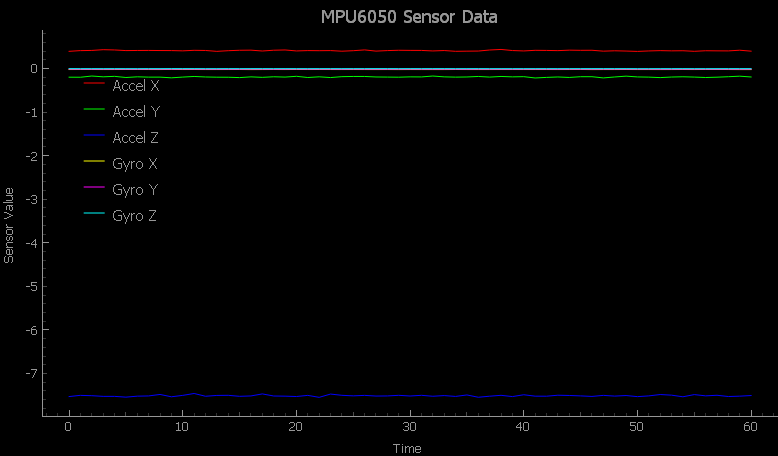 MPU6050 Sensor Data
Sensor Value
0
-1
-2
-3
-4
-5
-6
-7
Accel X
Accel Y
Accel Z
Gyro X
Gyro Y
Gyro Z
0 10 20 30 40 50 60
Time